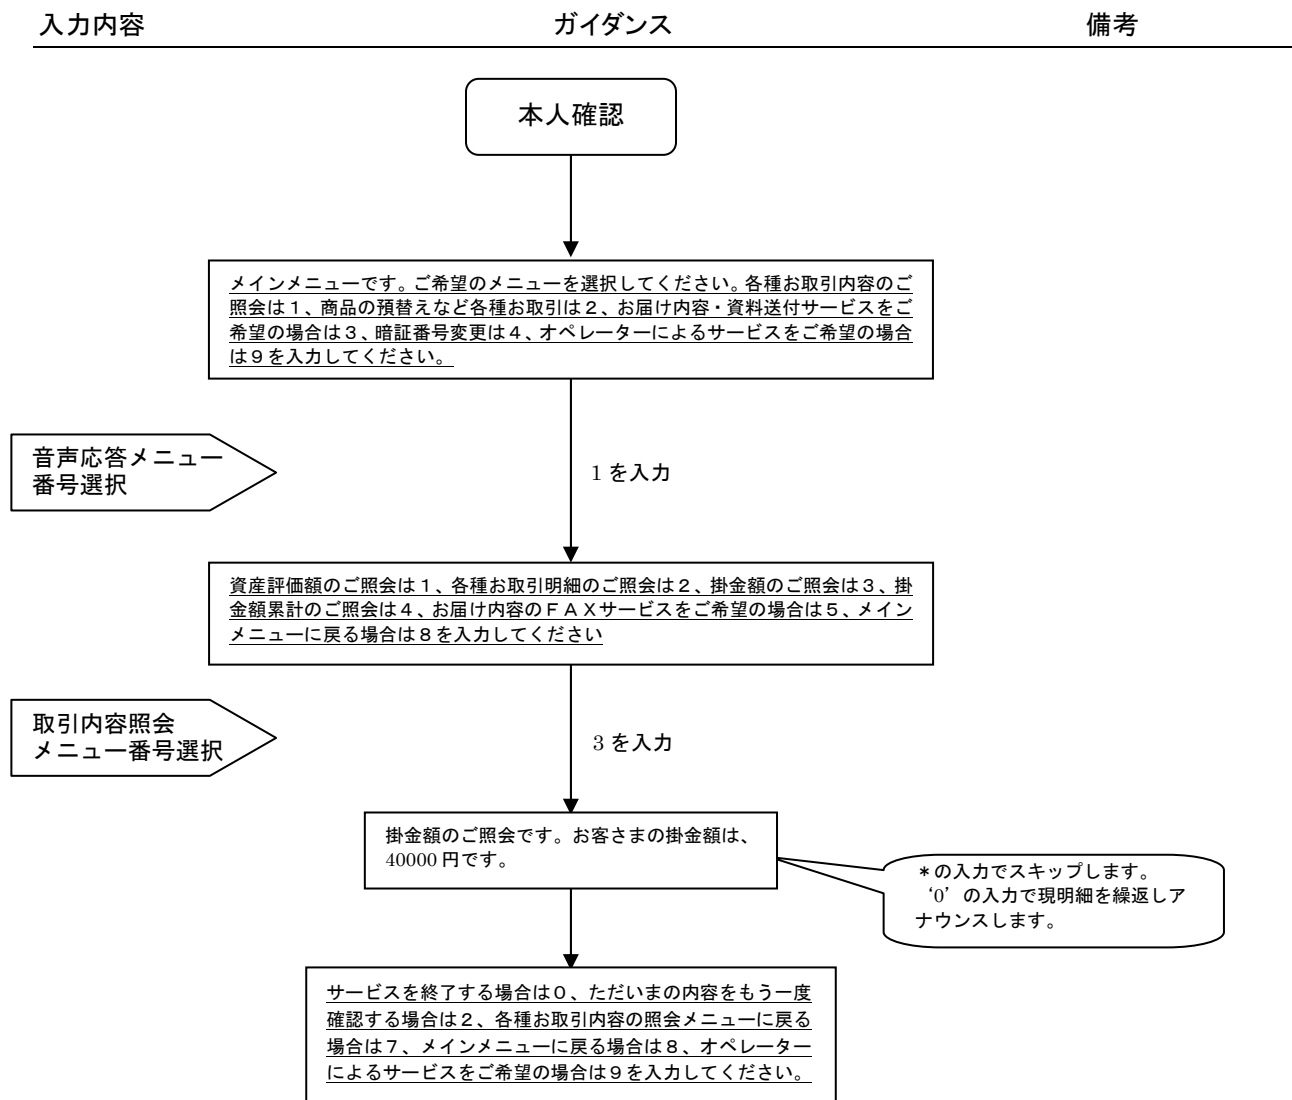 入力内容 ガイダンス 備考
本人確認
メインメニューです。ご希望のメニューを選択してください。各種お取引内容のご
照会は１、商品の預替えなど各種お取引は２、お届け内容・資料送付サービスをご
希望の場合は３、暗証番号変更は４、オペレーターによるサービスをご希望の場合
は９を入力してください。
音声応答メニュー
番号選択
1 を入力
資産評価額のご照会は１、各種お取引明細のご照会は２、掛金額のご照会は３、掛
金額累計のご照会は４、お届け内容のＦＡＸサービスをご希望の場合は５、メイン
メニューに戻る場合は８を入力してください
取引内容照会
メニュー番号選択
3 を入力
掛金額のご照会です。お客さまの掛金額は、
40000 円です。
＊の入力でスキップします。
‘0’の入力で現明細を繰返しア
ナウンスします。
サービスを終了する場合は０、ただいまの内容をもう一度
確認する場合は２、各種お取引内容の照会メニューに戻る
場合は７、メインメニューに戻る場合は８、オペレーター
によるサービスをご希望の場合は９を入力してください。